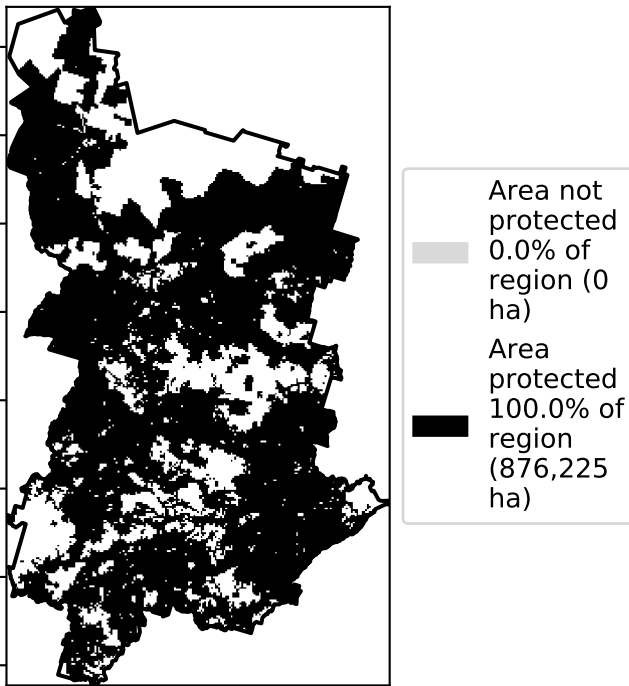 Area not
protected
0.0% of
region (0
ha)
Area
protected
100.0% of
region
(876,225
ha)